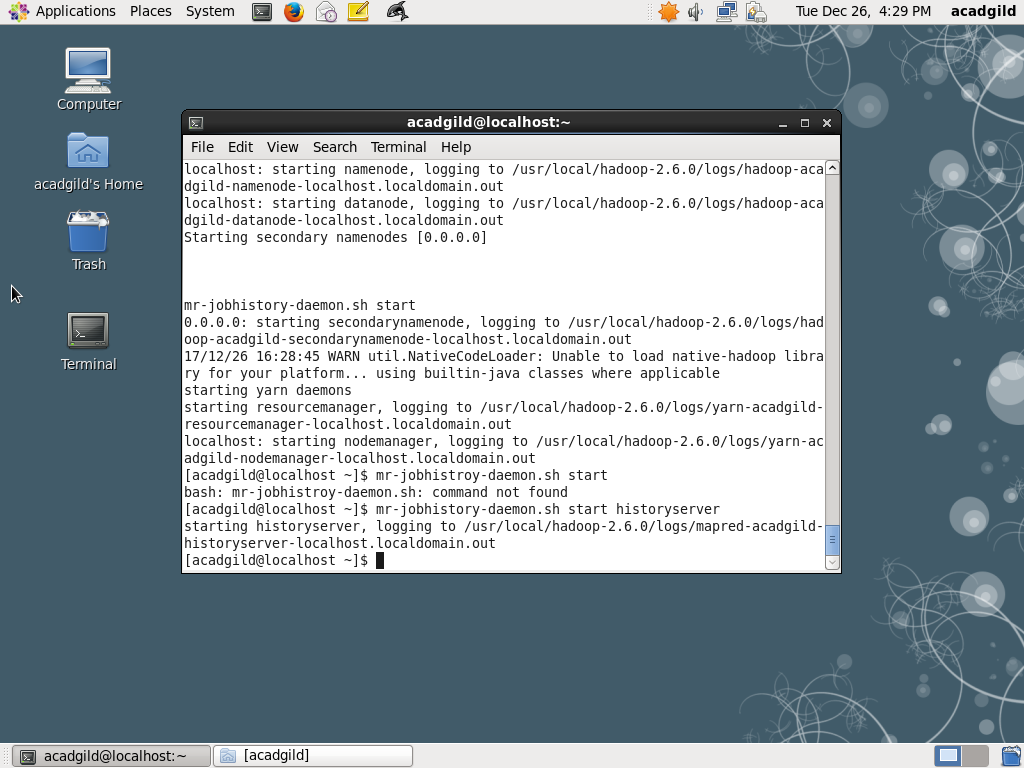 Applications Places System
Tue Dec 26, 4:29 PM acadgild
Computer
acadgild's Home
Trash
Terminal
acadgild@localhost:~
File Edit View Search Terminal Help
localhost: starting namenode, logging to /usr/local/hadoop-2.6.0/logs/hadoop-aca
dgild-namenode-localhost.localdomain.out
localhost: starting datanode, logging to /usr/local/hadoop-2.6.0/logs/hadoop-aca
dgild-datanode-localhost.localdomain.out
Starting secondary namenodes [0.0.0.0]
mr-jobhistory-daemon.sh start
0.0.0.0: starting secondarynamenode, logging to /usr/local/hadoop-2.6.0/logs/had
oop-acadgild-secondarynamenode-localhost.localdomain.out
17/12/26 16:28:45 WARN util.NativeCodeLoader: Unable to load native-hadoop libra
ry for your platform... using builtin-java classes where applicable
starting yarn daemons
starting resourcemanager, logging to /usr/local/hadoop-2.6.0/logs/yarn-acadgild-
resourcemanager-localhost.localdomain.out
localhost: starting nodemanager, logging to /usr/local/hadoop-2.6.0/logs/yarn-ac
adgild-nodemanager-localhost.localdomain.out
[acadgild@localhost ~]$ mr-jobhistroy-daemon.sh start
bash: mr-jobhistroy-daemon.sh: command not found
[acadgild@localhost ~]$ mr-jobhistory-daemon.sh start historyserver
starting historyserver, logging to /usr/local/hadoop-2.6.0/logs/mapred-acadgild-
historyserver-localhost.localdomain.out
[acadgild@localhost ~]$
acadgild@localhost:~
[acadgild]